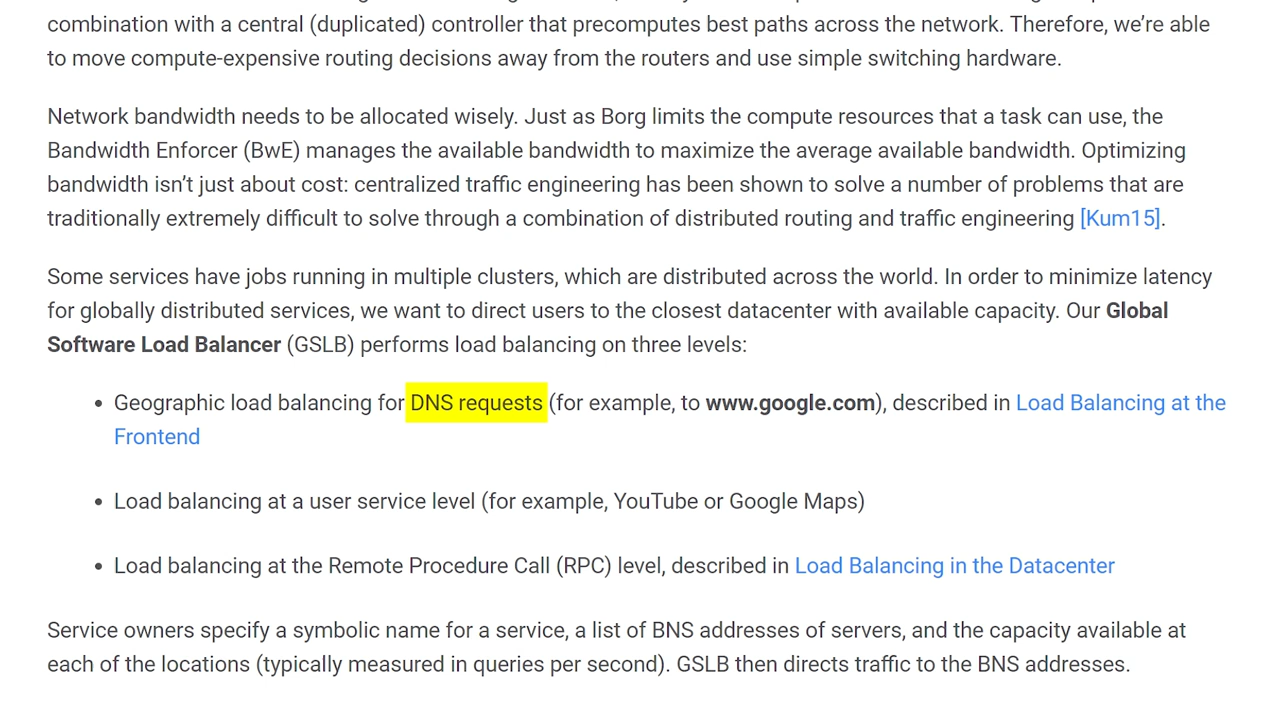 combination with a central (duplicated) controller that precomputes best paths across the network. Therefore, we’re able
to move compute-expensive routing decisions away from the routers and use simple switching hardware.
Network bandwidth needs to be allocated wisely. Just as Borg limits the compute resources that a task can use, the
Bandwidth Enforcer (BwE) manages the available bandwidth to maximize the average available bandwidth. Optimizing
bandwidth isn’t just about cost: centralized traffic engineering has been shown to solve a number of problems that are
traditionally extremely difficult to solve through a combination of distributed routing and traffic engineering [Kum15].
Some services have jobs running in multiple clusters, which are distributed across the world. In order to minimize latency
for globally distributed services, we want to direct users to the closest datacenter with available capacity. Our Global
Software Load Balancer (GSLB) performs load balancing on three levels:
• Geographic load balancing for DNS requests (for example, to www.google.com), described in Load Balancing at the
Frontend
• Load balancing at a user service level (for example, YouTube or Google Maps)
• Load balancing at the Remote Procedure Call (RPC) level, described in Load Balancing in the Datacenter
Service owners specify a symbolic name for a service, a list of BNS addresses of servers, and the capacity available at
each of the locations (typically measured in queries per second). GSLB then directs traffic to the BNS addresses.